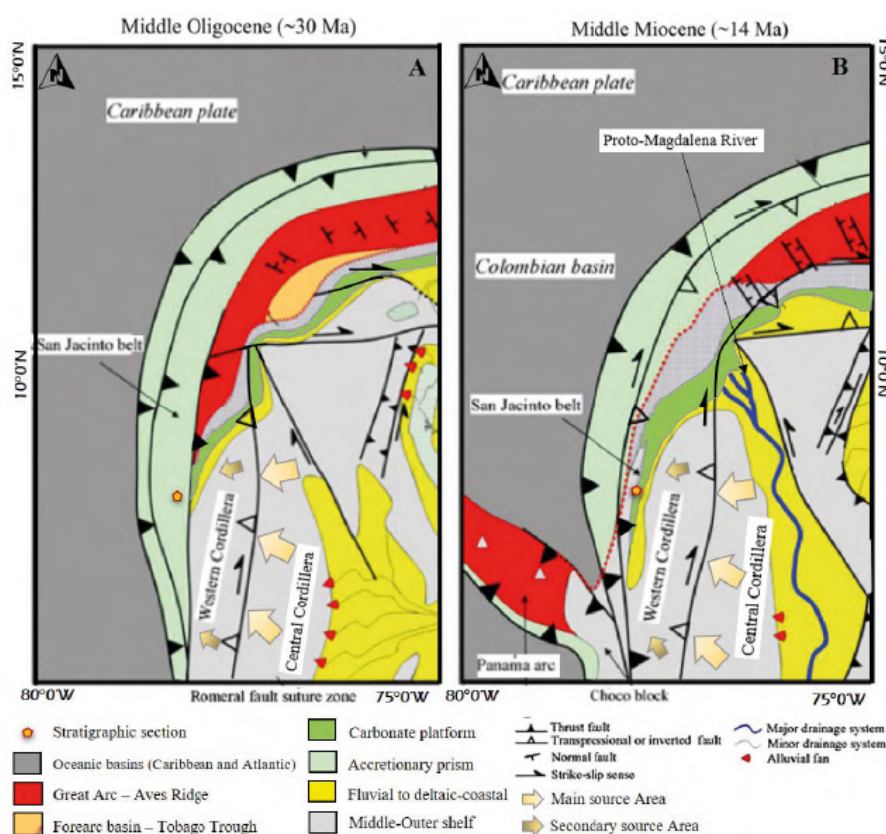 Middle Oligocene (~30 Ma)
Middle Miocene (~14 Ma)
15°0'N
N
A
Caribbean plate
San Jacinto belt
10°0'N
Western Cordillera
Central Cordillera
80°0'W
Romeral fault suture zone
75°0'W
15°0'N
N
B
Caribbean plate
Proto-Magdalena River
Colombian basin
10°0'N
San Jacinto belt
Western Cordillera
Central Cordillera
Panama arc
80°0'W
Choco block
75°0'W
Stratigraphic section
Oceanic basins (Caribbean and Atlantic)
Great Arc – Aves Ridge
Forearc basin – Tobago Trough
Carbonate platform
Accretionary prism
Fluvial to deltaic-coastal
Middle-Outer shelf
Thrust fault
Transpressional or inverted fault
Normal fault
Strike-slip sense
Main source Area
Secondary source Area
Major drainage system
Minor drainage system
Alluvial fan